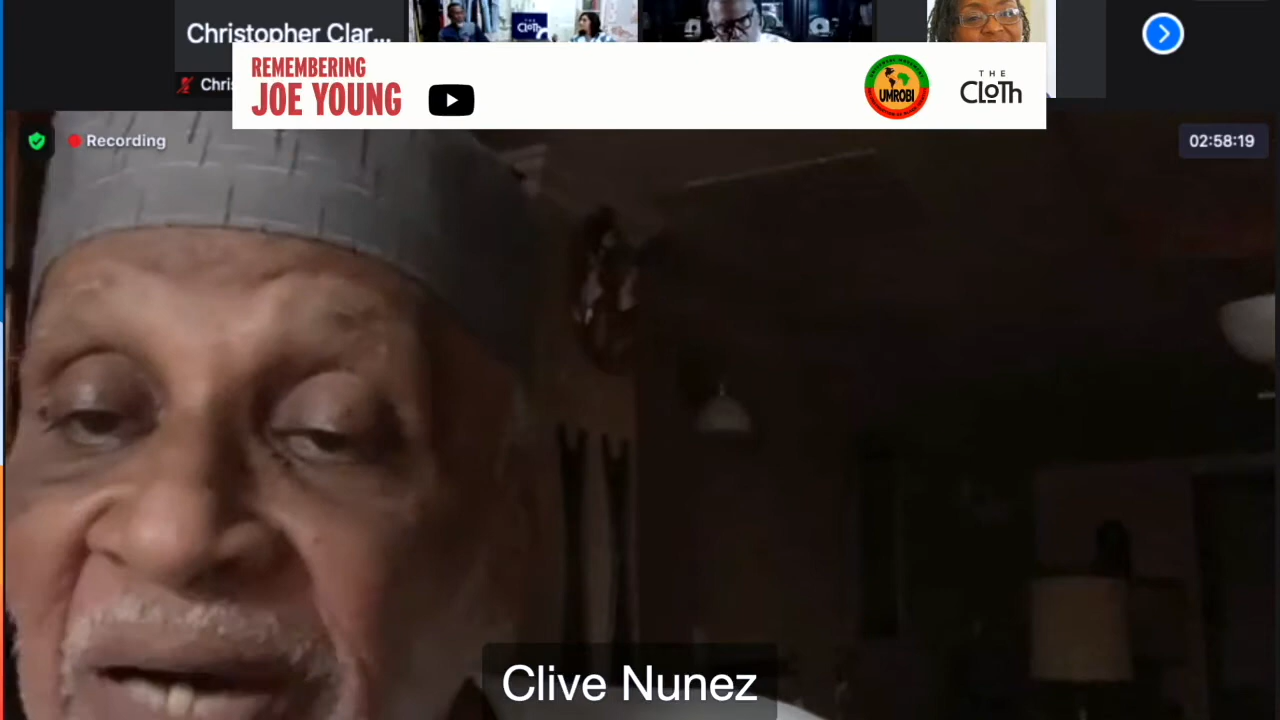 Christopher Clar...
Chris
REMEMBERING
JOE YOUNG
UMROBI
THE
CLOTH
Recording
02:58:19
Clive Nunez